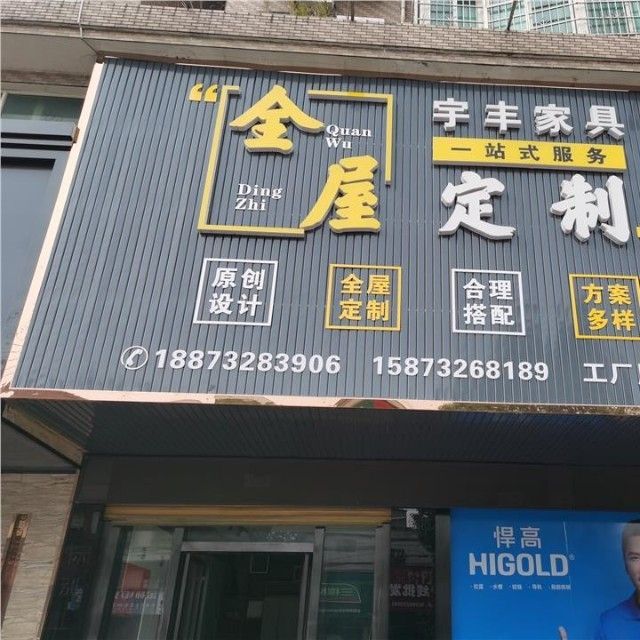 宇丰家具
一站式服务
“全屋定制
Quan
Wu
Ding
Zhi
原创
设计
全屋
定制
合理
搭配
方案
多样
18873283906 15873268189 工厂
悍高
HIGOLD®